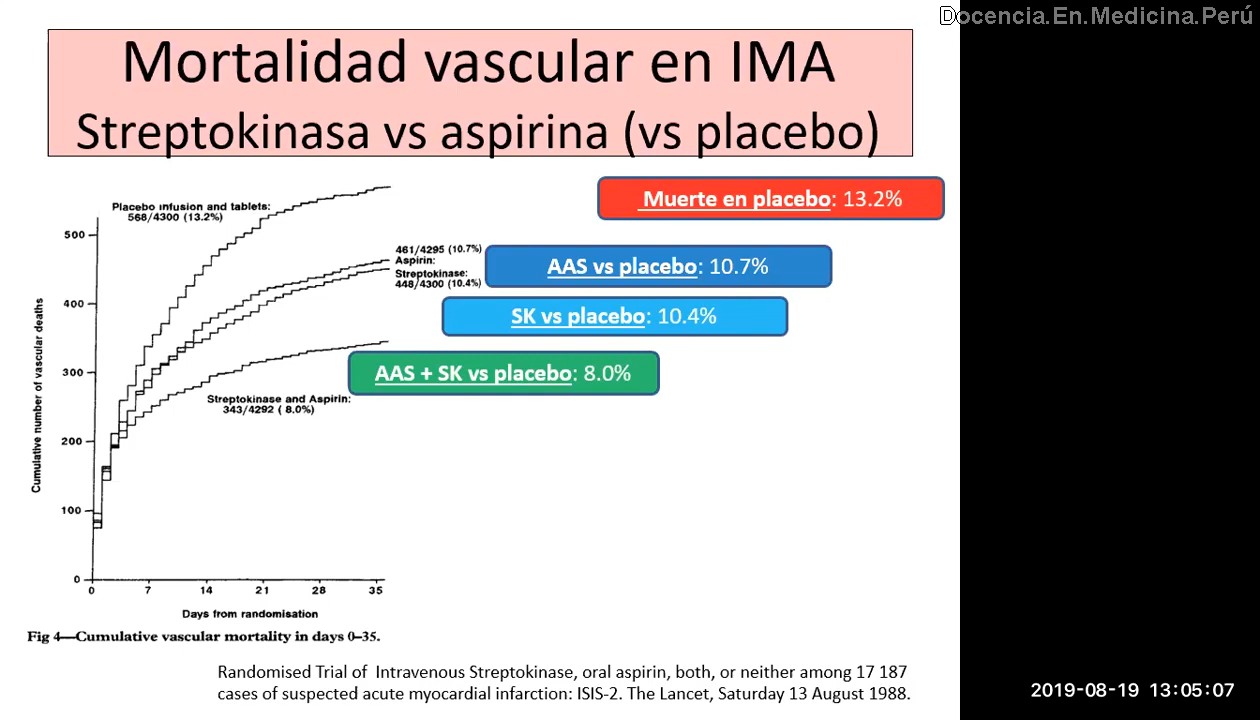 Docencia.En.Medicina.Perú
Mortalidad vascular en IMA
Streptokinasa vs aspirina (vs placebo)
Placebo infusion and tablets:
568/4300 (13.2%)
Muerte en placebo: 13.2%
461/4295 (10.7%)
Aspirin:
Streptokinase:
448/4300 (10.4%)
AAS vs placebo: 10.7%
SK vs placebo: 10.4%
AAS + SK vs placebo: 8.0%
Streptokinase and Aspirin:
343/4292 ( 8.0%)
Cumulative number of vascular deaths
500
400
300
200
100
0
0 7 14 21 28 35
Days from randomisation
Fig 4—Cumulative vascular mortality in days 0–35.
Randomised Trial of Intravenous Streptokinase, oral aspirin, both, or neither among 17 187
cases of suspected acute myocardial infarction: ISIS-2. The Lancet, Saturday 13 August 1988.
2019-08-19 13:05:07